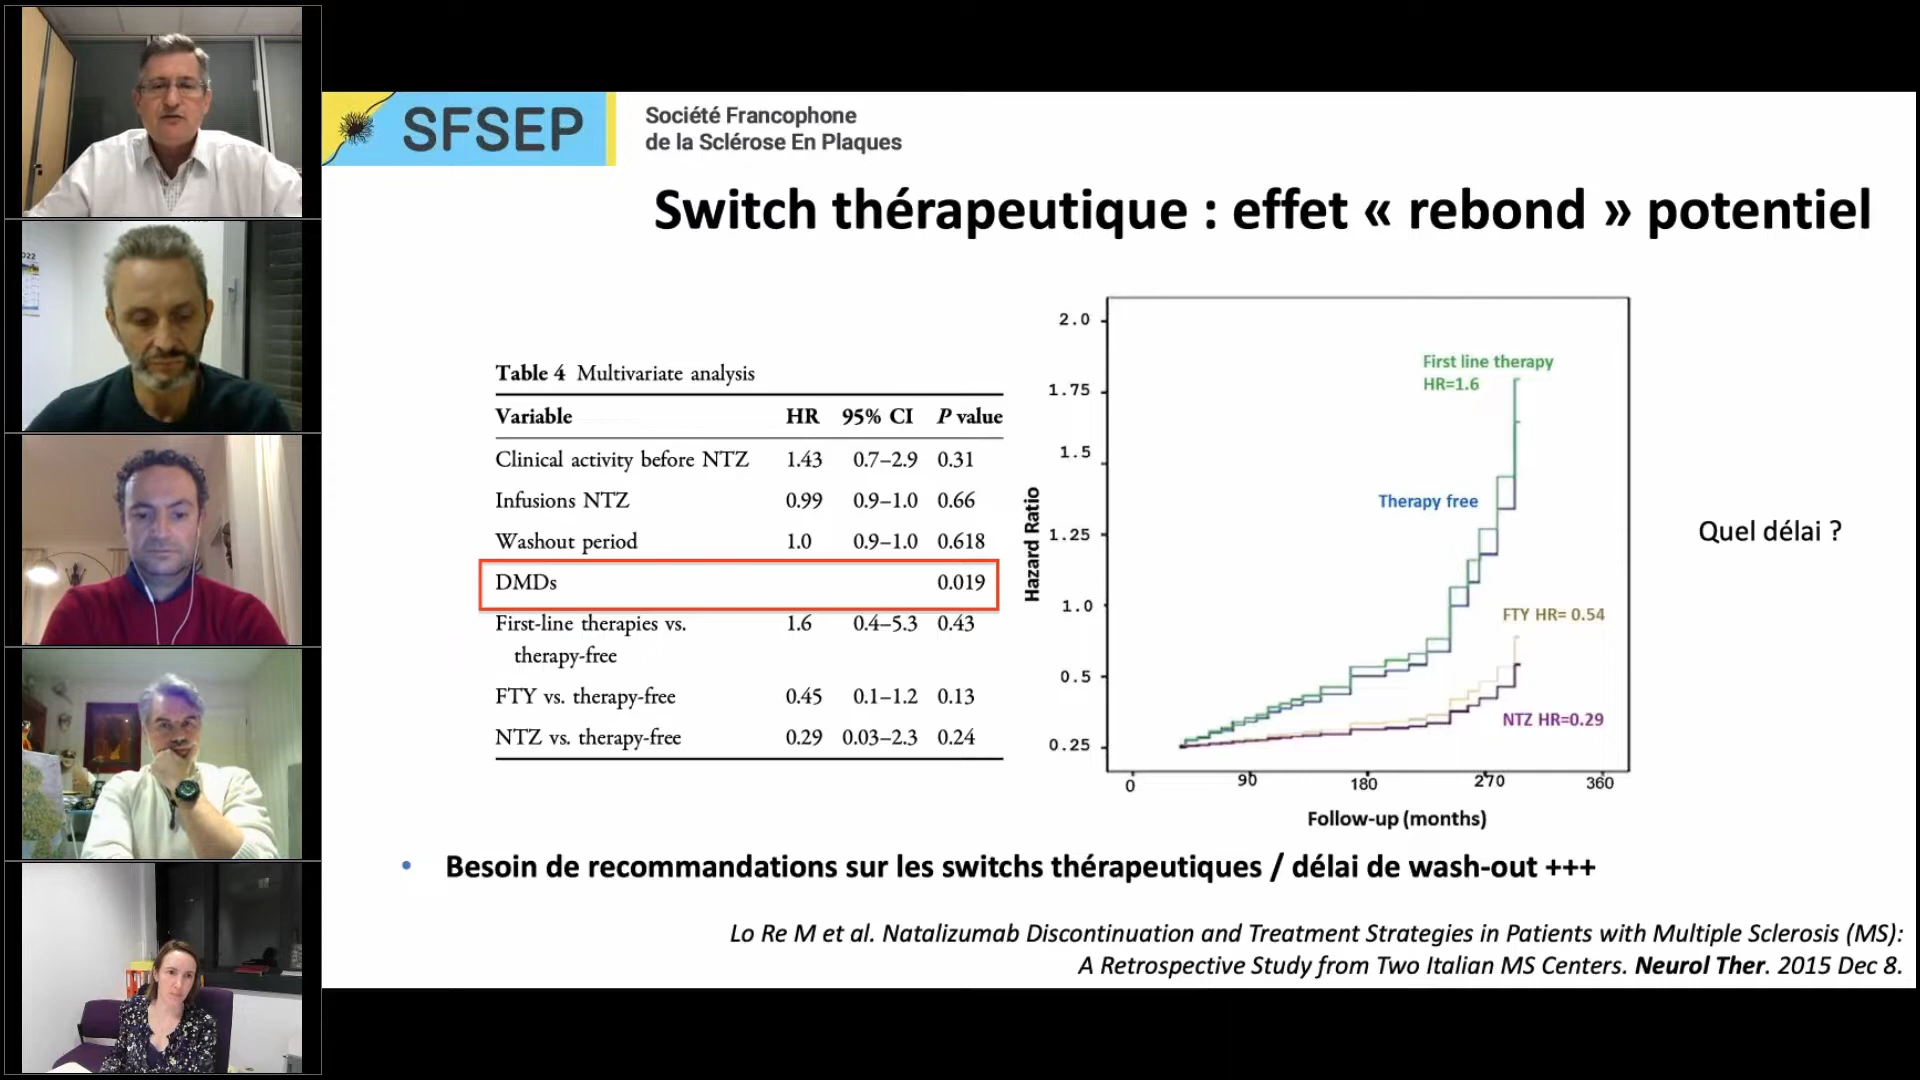 SFSEP
Société Francophone
de la Sclérose En Plaques
Switch thérapeutique : effet « rebond » potentiel
Table 4 Multivariate analysis
Variable HR 95% CI P value
Clinical activity before NTZ 1.43 0.7–2.9 0.31
Infusions NTZ 0.99 0.9–1.0 0.66
Washout period 1.0 0.9–1.0 0.618
DMDs 0.019
First-line therapies vs. 1.6 0.4–5.3 0.43
therapy-free
FTY vs. therapy-free 0.45 0.1–1.2 0.13
NTZ vs. therapy-free 0.29 0.03–2.3 0.24
Hazard Ratio
2.0
1.75
1.5
1.25
1.0
0.5
0.25
First line therapy
HR=1.6
Therapy free
FTY HR= 0.54
NTZ HR=0.29
0 90 180 270 360
Follow-up (months)
Quel délai ?
• Besoin de recommandations sur les switchs thérapeutiques / délai de wash-out +++
Lo Re M et al. Natalizumab Discontinuation and Treatment Strategies in Patients with Multiple Sclerosis (MS):
A Retrospective Study from Two Italian MS Centers. Neurol Ther. 2015 Dec 8.